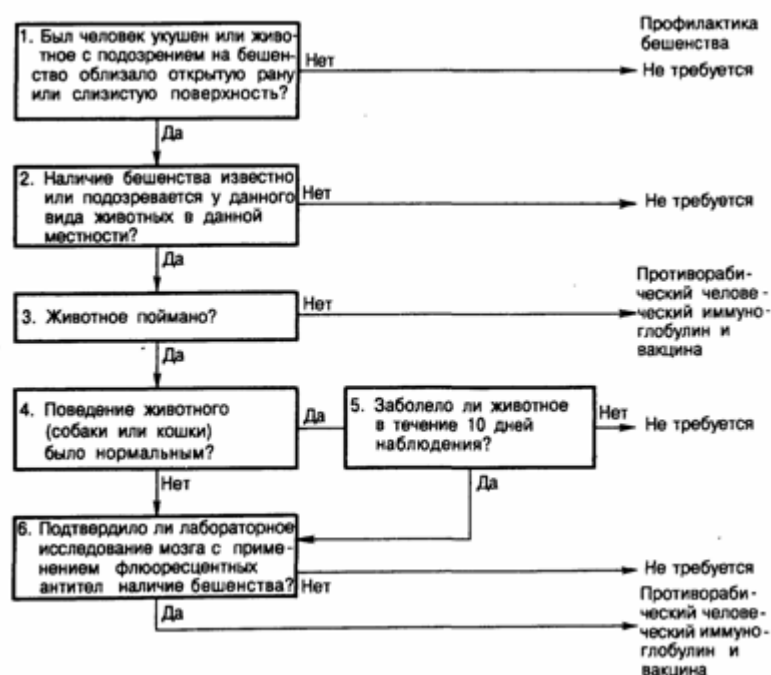 Профилактика
бешенства
1. Был человек укушен или живо-
тное с подозрением на бешен-
ство облизало открытую рану
или слизистую поверхность?
Нет
Не требуется
Да
2. Наличие бешенства известно
или подозревается у данного
вида животных в данной
местности?
Нет
Не требуется
Да
3. Животное поймано?
Нет
Противораби-
ческий челове-
ческий иммуно-
глобулин и
вакцина
Да
4. Поведение животного
(собаки или кошки)
было нормальным?
Да
5. Заболело ли животное
в течение 10 дней
наблюдения?
Нет
Не требуется
Нет
Да
6. Подтвердило ли лабораторное
исследование мозга с приме-
нением флюоресцентных
антител наличие бешенства?
Нет
Не требуется
Да
Противораби-
ческий челове-
ческий иммуно-
глобулин и
вакцина